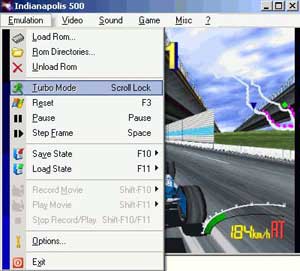 Indianapolis 500
Emulation Video Sound Game Misc ?
Load Rom...
Rom Directories...
Unload Rom
Turbo Mode Scroll Lock
Reset F3
Pause Pause
Step Frame Space
Save State F10
Load State F11
Record Movie Shift-F10
Play Movie Shift-F11
Stop Record/Play Shift-F10/F11
Options...
Exit
1
184km/h AT